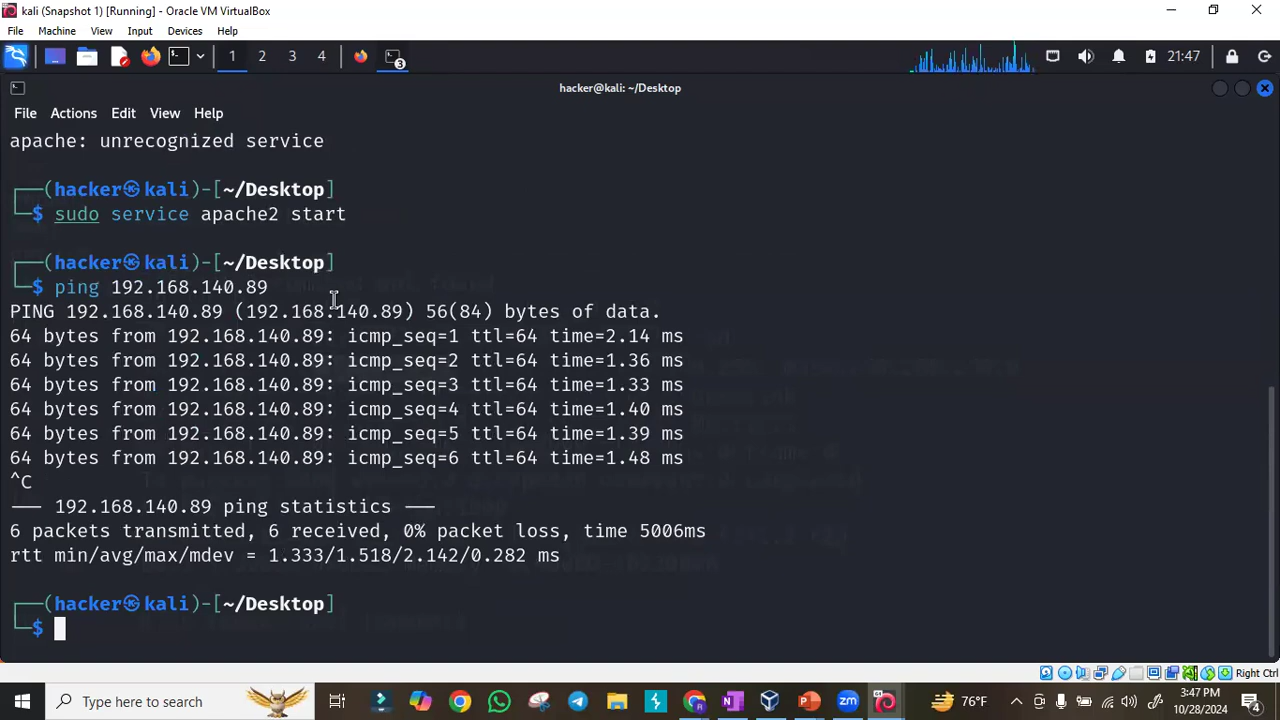 kali (Snapshot 1) [Running] - Oracle VM VirtualBox
File Machine View Input Devices Help
1 2 3 4 3 21:47
hacker@kali: ~/Desktop
File Actions Edit View Help
apache: unrecognized service
┌──(hacker㉿kali)-[~/Desktop]
└─$ sudo service apache2 start
┌──(hacker㉿kali)-[~/Desktop]
└─$ ping 192.168.140.89
PING 192.168.140.89 (192.168.140.89) 56(84) bytes of data.
64 bytes from 192.168.140.89: icmp_seq=1 ttl=64 time=2.14 ms
64 bytes from 192.168.140.89: icmp_seq=2 ttl=64 time=1.36 ms
64 bytes from 192.168.140.89: icmp_seq=3 ttl=64 time=1.33 ms
64 bytes from 192.168.140.89: icmp_seq=4 ttl=64 time=1.40 ms
64 bytes from 192.168.140.89: icmp_seq=5 ttl=64 time=1.39 ms
64 bytes from 192.168.140.89: icmp_seq=6 ttl=64 time=1.48 ms
^C
--- 192.168.140.89 ping statistics ---
6 packets transmitted, 6 received, 0% packet loss, time 5006ms
rtt min/avg/max/mdev = 1.333/1.518/2.142/0.282 ms
┌──(hacker㉿kali)-[~/Desktop]
└─$
Right Ctrl
Type here to search
76°F
3:47 PM
10/28/2024
4